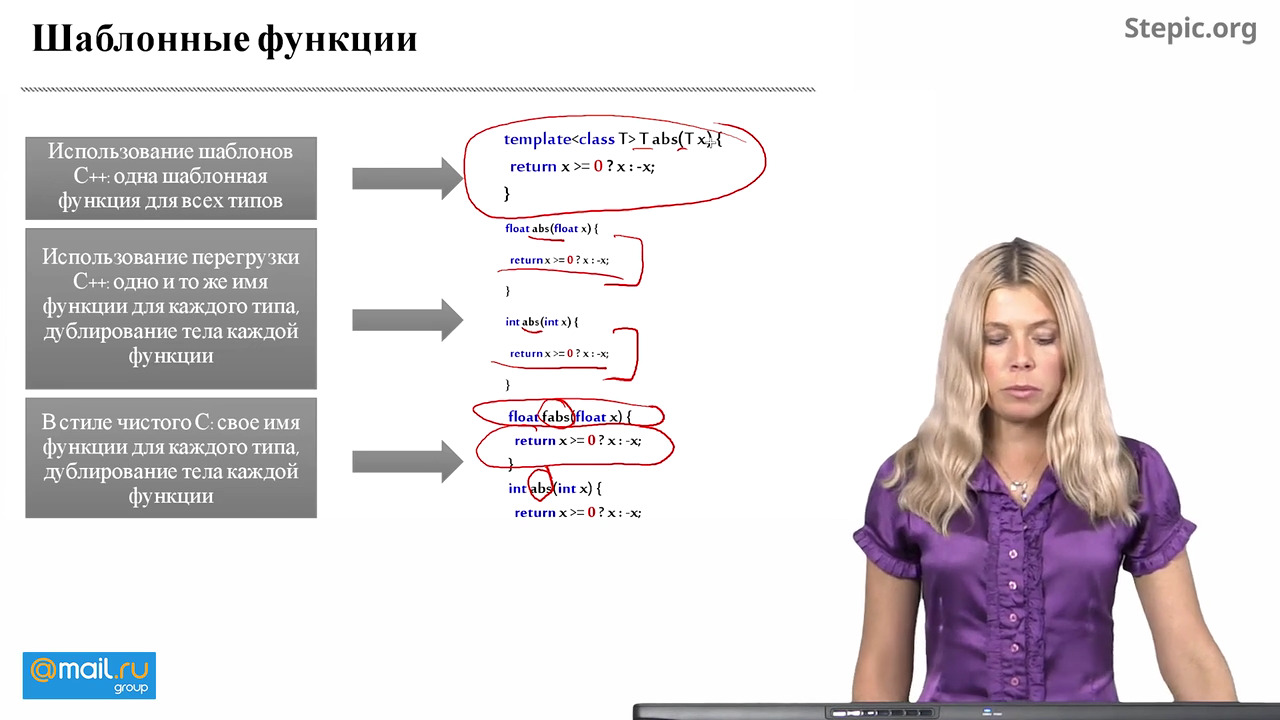 Шаблонные функции
Stepic.org
Использование шаблонов
C++: одна шаблонная
функция для всех типов
template<class T> T abs(T x) {
return x >= 0 ? x : -x;
}
Использование перегрузки
C++: одно и то же имя
функции для каждого типа,
дублирование тела каждой
функции
float abs(float x) {
return x >= 0 ? x : -x;
}
int abs(int x) {
return x >= 0 ? x : -x;
}
В стиле чистого C: свое имя
функции для каждого типа,
дублирование тела каждой
функции
float fabs(float x) {
return x >= 0 ? x : -x;
}
int abs(int x) {
return x >= 0 ? x : -x;
@mail.ru
group